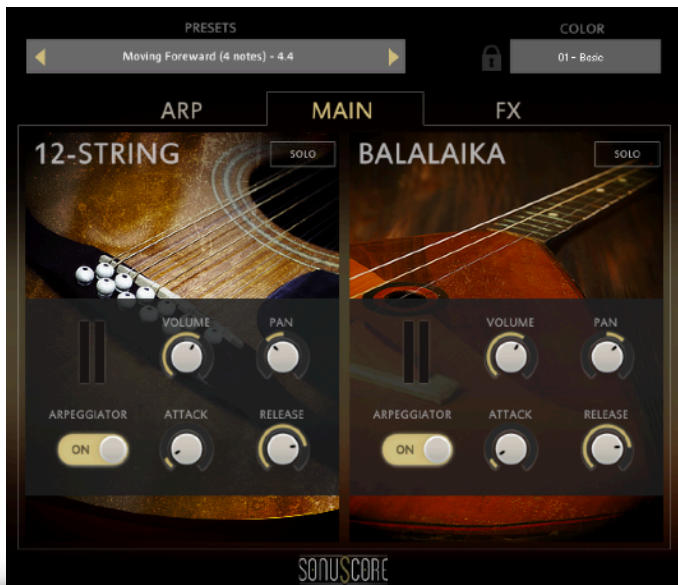 PRESETS
COLOR
Moving Foreward (4 notes) - 4.4
01 - Basic
ARP
MAIN
FX
12-STRING
SOLO
BALALAIKA
SOLO
VOLUME
PAN
VOLUME
PAN
ARPEGGIATOR
ATTACK
RELEASE
ARPEGGIATOR
ATTACK
RELEASE
ON
ON
SONUSCORE